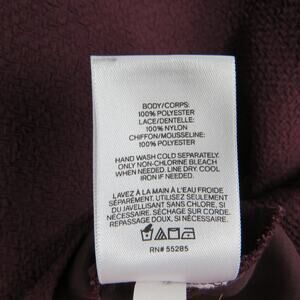 BODY/CORPS:
100% POLYESTER
LACE/DENTELLE:
100% NYLON
CHIFFON/MOUSSELINE:
100% POLYESTER
HAND WASH COLD SEPARATELY.
ONLY NON-CHLORINE BLEACH
WHEN NEEDED. LINE DRY. COOL
IRON IF NEEDED.
LAVEZ À LA MAIN À L'EAU FROIDE
SÉPAREMENT. UTILISEZ
DU JAVELLISANT SANS CHLORE, SI
NÉCESSAIRE. SÉCHAGE SUR CORDE.
REPASSAGE DOUX, SI NÉCESSAIRE.
RN# 55285